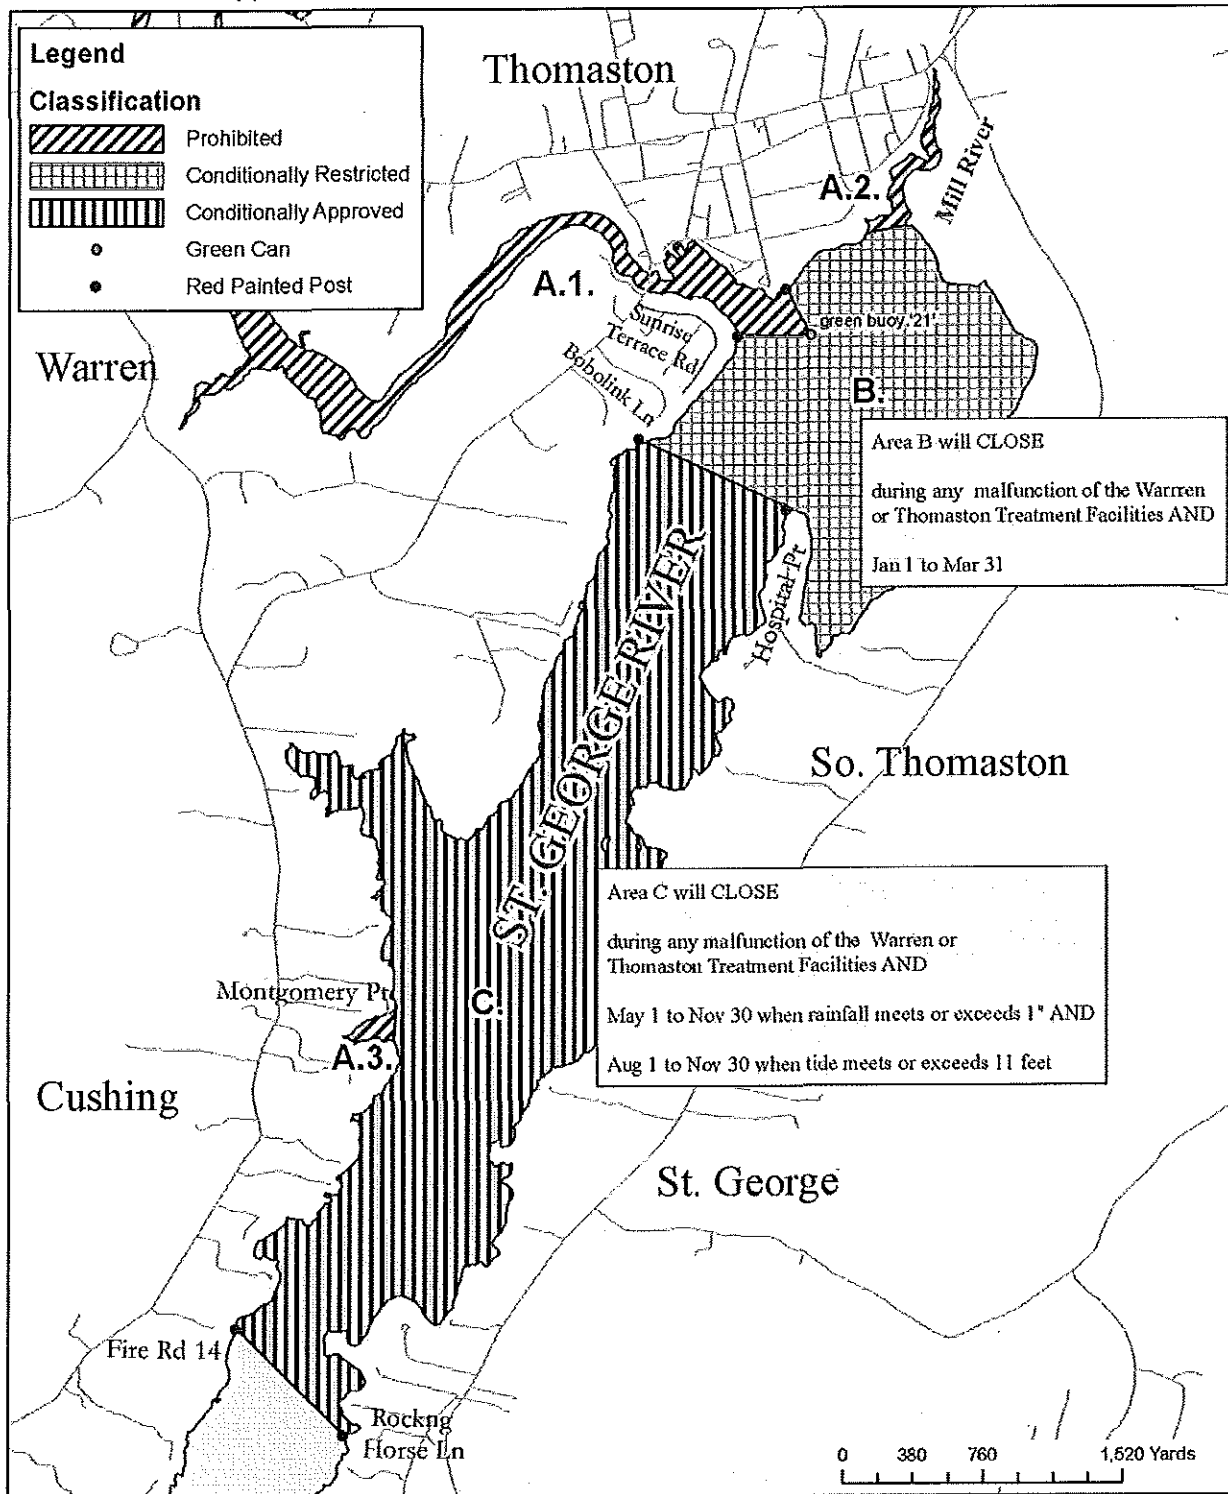 Legend
Classification
Prohibited
Conditionally Restricted
Conditionally Approved
Green Can
Red Painted Post
Thomaston
A.2.
Mill River
A.1.
Sunrise
Terrace Rd
Bobolink Ln
green buoy '21'
Warren
B.
Area B will CLOSE
during any malfunction of the Warrren
or Thomaston Treatment Facilities AND
Jan 1 to Mar 31
Hospital Pt
ST. GEORGE RIVER
So. Thomaston
Area C will CLOSE
during any malfunction of the Warren or
Thomaston Treatment Facilities AND
May 1 to Nov 30 when rainfall meets or exceeds 1" AND
Aug 1 to Nov 30 when tide meets or exceeds 11 feet
Montgomery Pt
C.
A.3.
Cushing
St. George
Fire Rd 14
Rockng
Horse Ln
0 380 760 1,520 Yards